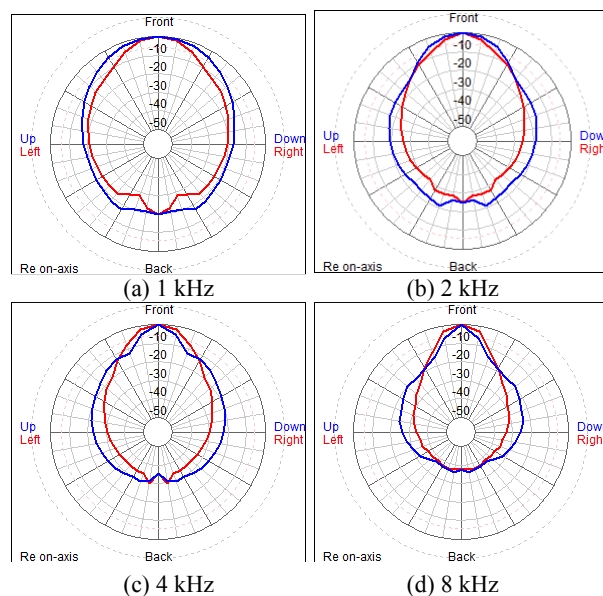 Front
-10
-20
-30
-40
-50
Up
Left
Down
Right
Re on-axis
Back
(a) 1 kHz
Front
-10
-20
-30
-40
-50
Up
Left
Down
Right
Re on-axis
Back
(b) 2 kHz
Front
-10
-20
-30
-40
-50
Up
Left
Down
Right
Re on-axis
Back
(c) 4 kHz
Front
-10
-20
-30
-40
-50
Up
Left
Down
Right
Re on-axis
Back
(d) 8 kHz